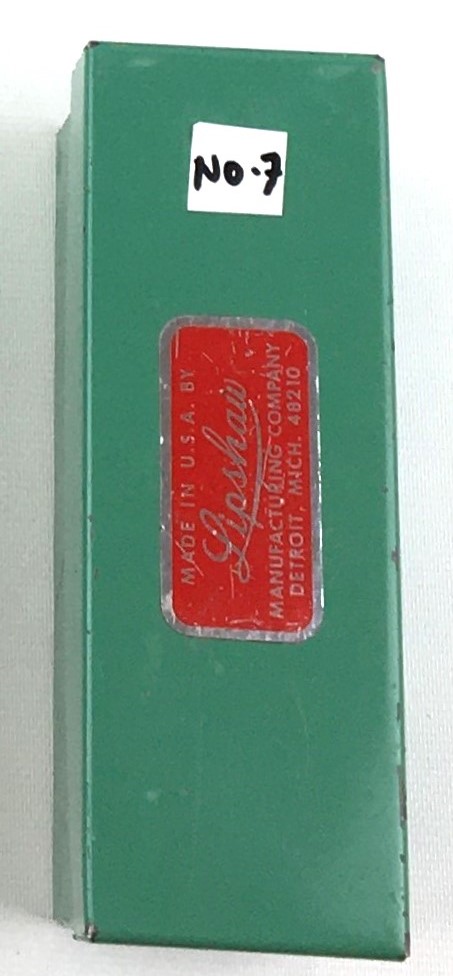 NO.7
MADE IN U.S.A. BY
Lipshaw
MANUFACTURING COMPANY
DETROIT, MICH. 48210